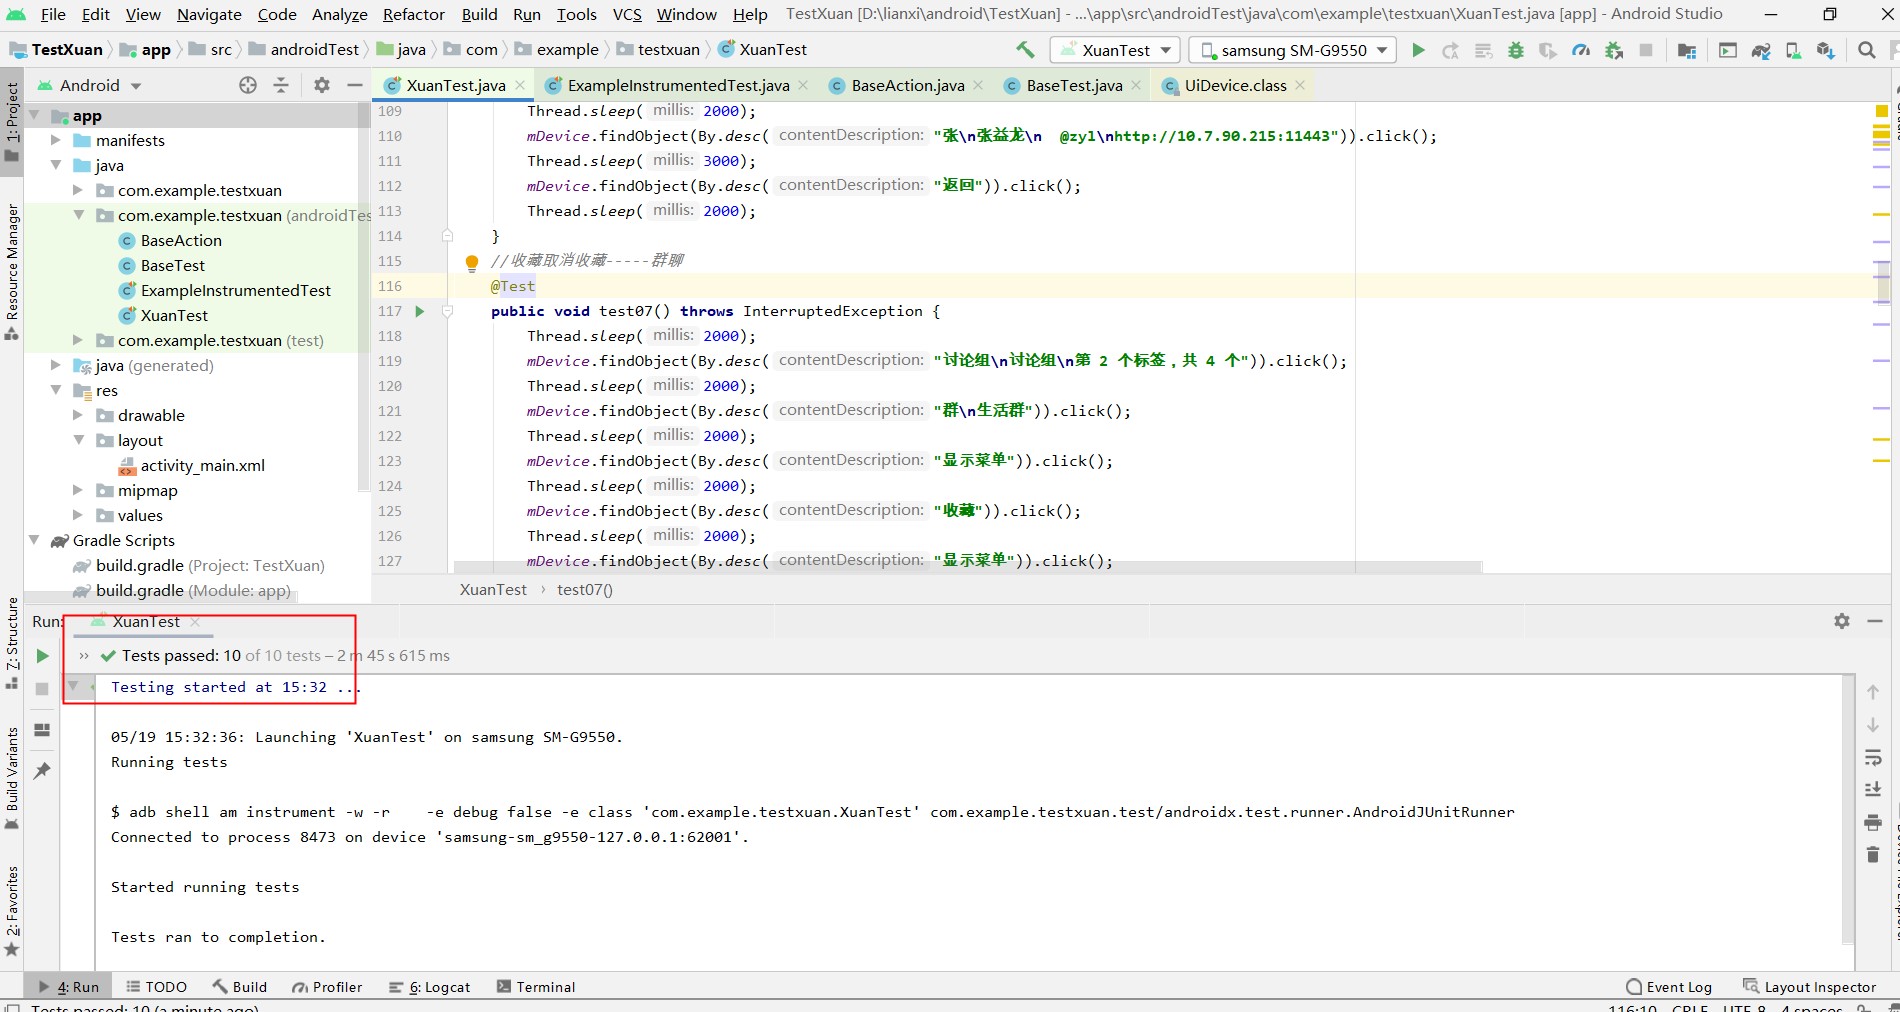 File Edit View Navigate Code Analyze Refactor Build Run Tools VCS Window Help TestXuan [D:\lianxi\android\TestXuan] - ...\app\src\androidTest\java\com\example\testxuan\XuanTest.java [app] - Android Studio
TestXuan app src androidTest java com example testxuan XuanTest XuanTest samsung SM-G9550
Android
XuanTest.java ExampleInstrumentedTest.java BaseAction.java BaseTest.java UiDevice.class
1: Project
Resource Manager
Z: Structure
Build Variants
2: Favorites
app
manifests
java
com.example.testxuan
com.example.testxuan (androidTes
BaseAction
BaseTest
ExampleInstrumentedTest
XuanTest
com.example.testxuan (test)
java (generated)
res
drawable
layout
activity_main.xml
mipmap
values
Gradle Scripts
build.gradle (Project: TestXuan)
build.gradle (Module: app)
109 Thread.sleep( millis: 2000);
110 mDevice.findObject(By.desc( contentDescription: "张\n张益龙\n  @zyl\nhttp://10.7.90.215:11443")).click();
111 Thread.sleep( millis: 3000);
112 mDevice.findObject(By.desc( contentDescription: "返回")).click();
113 Thread.sleep( millis: 2000);
114 }
115 //收藏取消收藏-----群聊
116 @Test
117 public void test07() throws InterruptedException {
118 Thread.sleep( millis: 2000);
119 mDevice.findObject(By.desc( contentDescription: "讨论组\n讨论组\n第 2 个标签，共 4 个")).click();
120 Thread.sleep( millis: 2000);
121 mDevice.findObject(By.desc( contentDescription: "群\n生活群")).click();
122 Thread.sleep( millis: 2000);
123 mDevice.findObject(By.desc( contentDescription: "显示菜单")).click();
124 Thread.sleep( millis: 2000);
125 mDevice.findObject(By.desc( contentDescription: "收藏")).click();
126 Thread.sleep( millis: 2000);
127 mDevice.findObject(By.desc( contentDescription: "显示菜单")).click();
XuanTest › test07()
Run: XuanTest
» Tests passed: 10 of 10 tests – 2 m 45 s 615 ms
Testing started at 15:32 ...
05/19 15:32:36: Launching 'XuanTest' on samsung SM-G9550.
Running tests
$ adb shell am instrument -w -r    -e debug false -e class 'com.example.testxuan.XuanTest' com.example.testxuan.test/androidx.test.runner.AndroidJUnitRunner
Connected to process 8473 on device 'samsung-sm_g9550-127.0.0.1:62001'.
Started running tests
Tests ran to completion.
4: Run TODO Build Profiler 6: Logcat Terminal Event Log Layout Inspector
Tests passed: 10 (a minute ago) 116:10 CRLF UTF-8 4 spaces